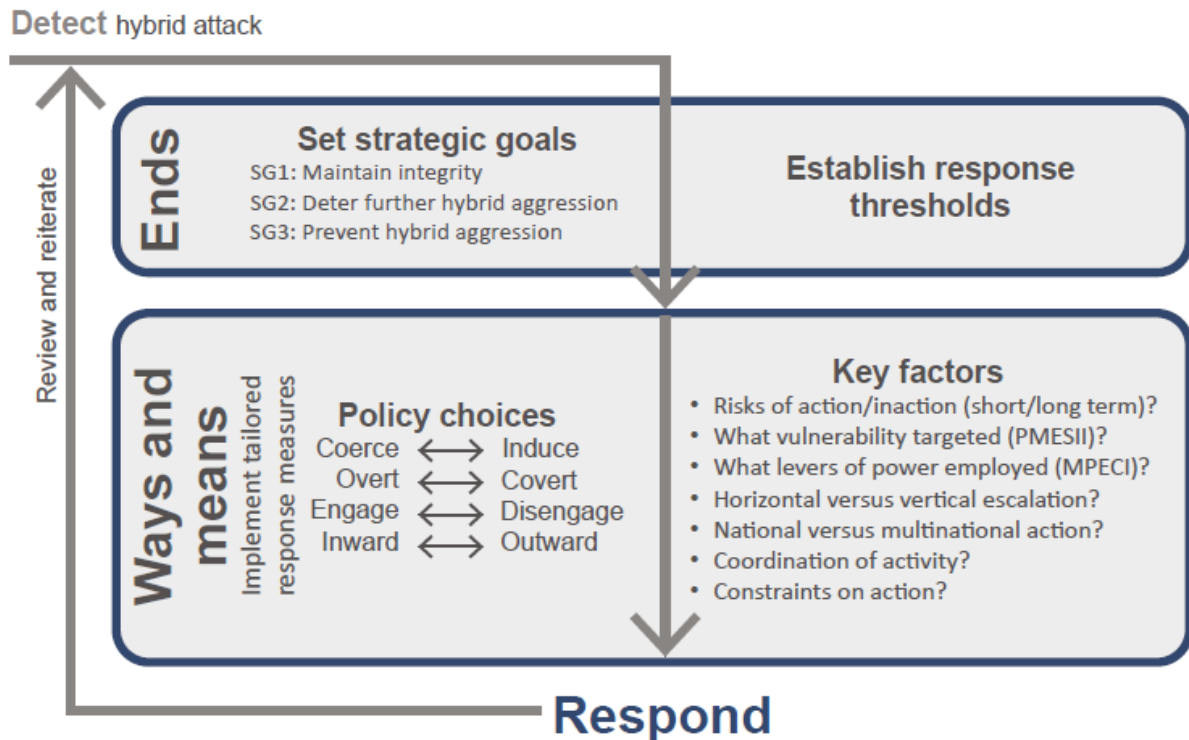 Detect hybrid attack
Review and reiterate
Ends
Set strategic goals
SG1: Maintain integrity
SG2: Deter further hybrid aggression
SG3: Prevent hybrid aggression
Establish response
thresholds
Ways and
means
Implement tailored
response measures
Policy choices
Coerce Induce
Overt Covert
Engage Disengage
Inward Outward
Key factors
• Risks of action/inaction (short/long term)?
• What vulnerability targeted (PMESII)?
• What levers of power employed (MPECI)?
• Horizontal versus vertical escalation?
• National versus multinational action?
• Coordination of activity?
• Constraints on action?
Respond